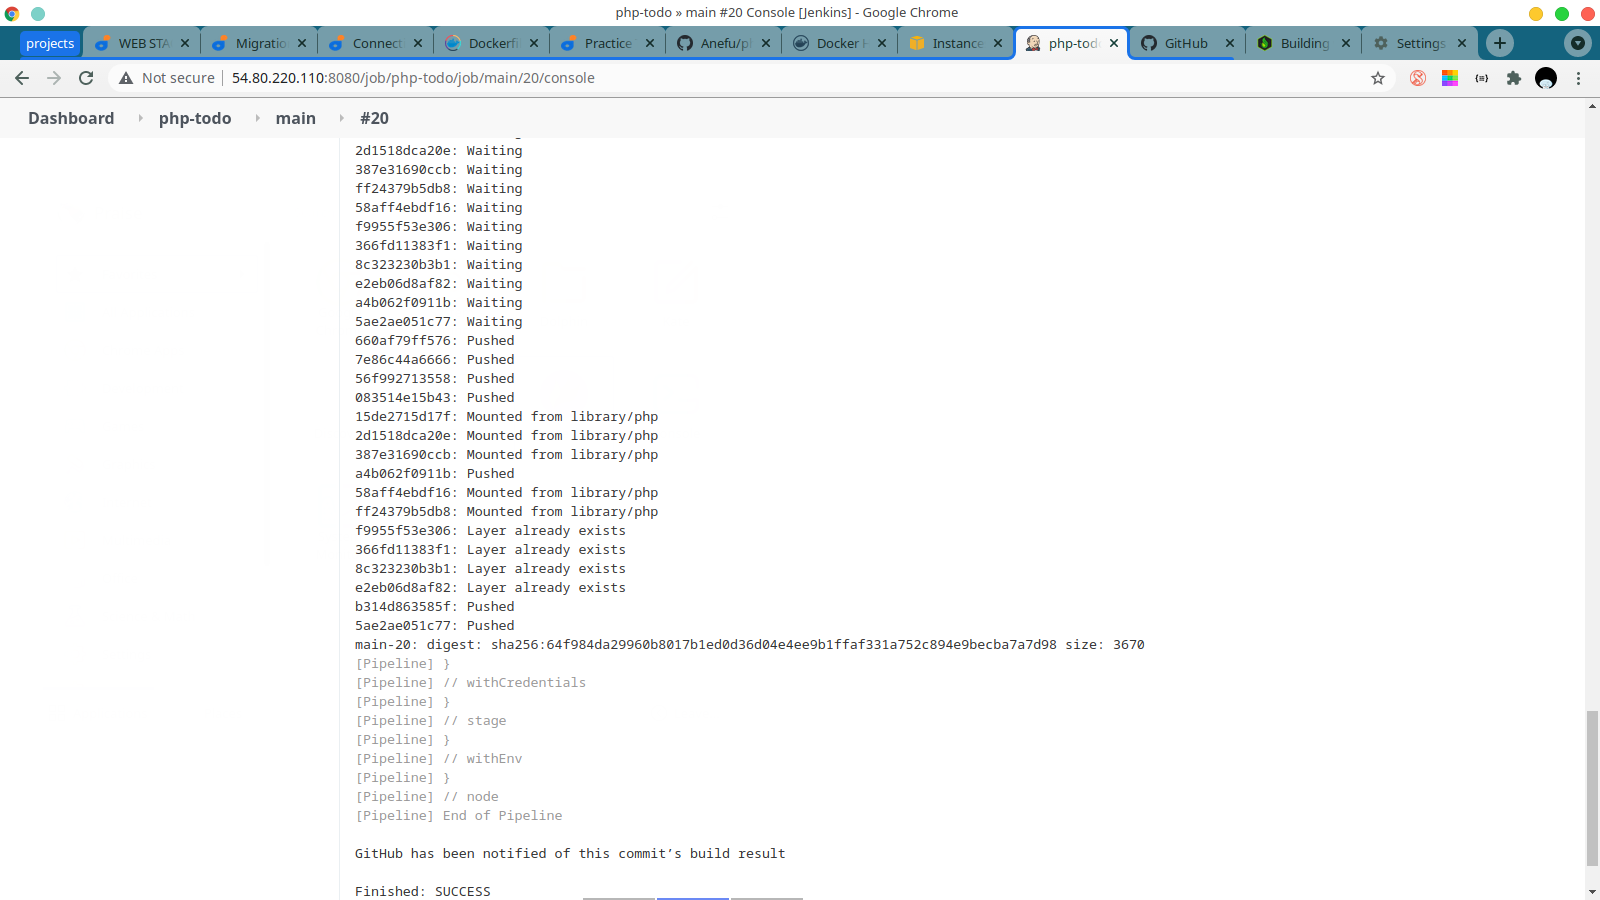 php-todo » main #20 Console [Jenkins] - Google Chrome
projects
WEB STA
Migratio
Connect
Dockerfi
Practice
Anefu/p
Docker H
Instance
php-tod
GitHub
Building
Settings
Not secure
54.80.220.110:8080/job/php-todo/job/main/20/console
Dashboard
php-todo
main
#20
2d1518dca20e: Waiting
387e31690ccb: Waiting
ff24379b5db8: Waiting
58aff4ebdf16: Waiting
f9955f53e306: Waiting
366fd11383f1: Waiting
8c323230b3b1: Waiting
e2eb06d8af82: Waiting
a4b062f0911b: Waiting
5ae2ae051c77: Waiting
660af79ff576: Pushed
7e86c44a6666: Pushed
56f992713558: Pushed
083514e15b43: Pushed
15de2715d17f: Mounted from library/php
2d1518dca20e: Mounted from library/php
387e31690ccb: Mounted from library/php
a4b062f0911b: Pushed
58aff4ebdf16: Mounted from library/php
ff24379b5db8: Mounted from library/php
f9955f53e306: Layer already exists
366fd11383f1: Layer already exists
8c323230b3b1: Layer already exists
e2eb06d8af82: Layer already exists
b314d863585f: Pushed
5ae2ae051c77: Pushed
main-20: digest: sha256:64f984da29960b8017b1ed0d36d04e4ee9b1ffaf331a752c894e9becba7a7d98 size: 3670
[Pipeline] }
[Pipeline] // withCredentials
[Pipeline] }
[Pipeline] // stage
[Pipeline] }
[Pipeline] // withEnv
[Pipeline] }
[Pipeline] // node
[Pipeline] End of Pipeline
GitHub has been notified of this commit’s build result
Finished: SUCCESS